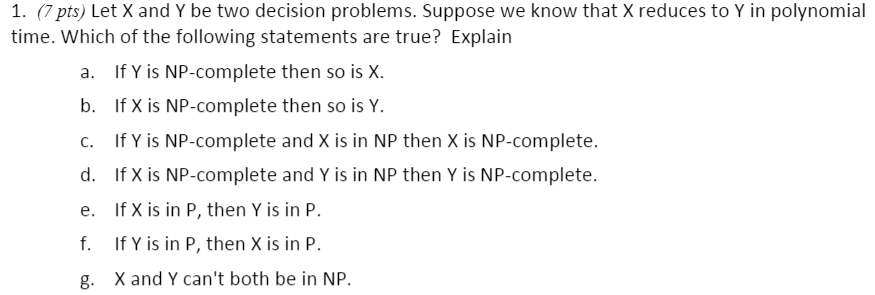 1. (7 pts) Let X and Y be two decision problems. Suppose we know that X reduces to Y in polynomial
time. Which of the following statements are true? Explain
a. If Y is NP-complete then so is X.
b. If X is NP-complete then so is Y.
c. If Y is NP-complete and X is in NP then X is NP-complete.
d. If X is NP-complete and Y is in NP then Y is NP-complete.
e. If X is in P, then Y is in P.
f. If Y is in P, then X is in P.
g. X and Y can't both be in NP.